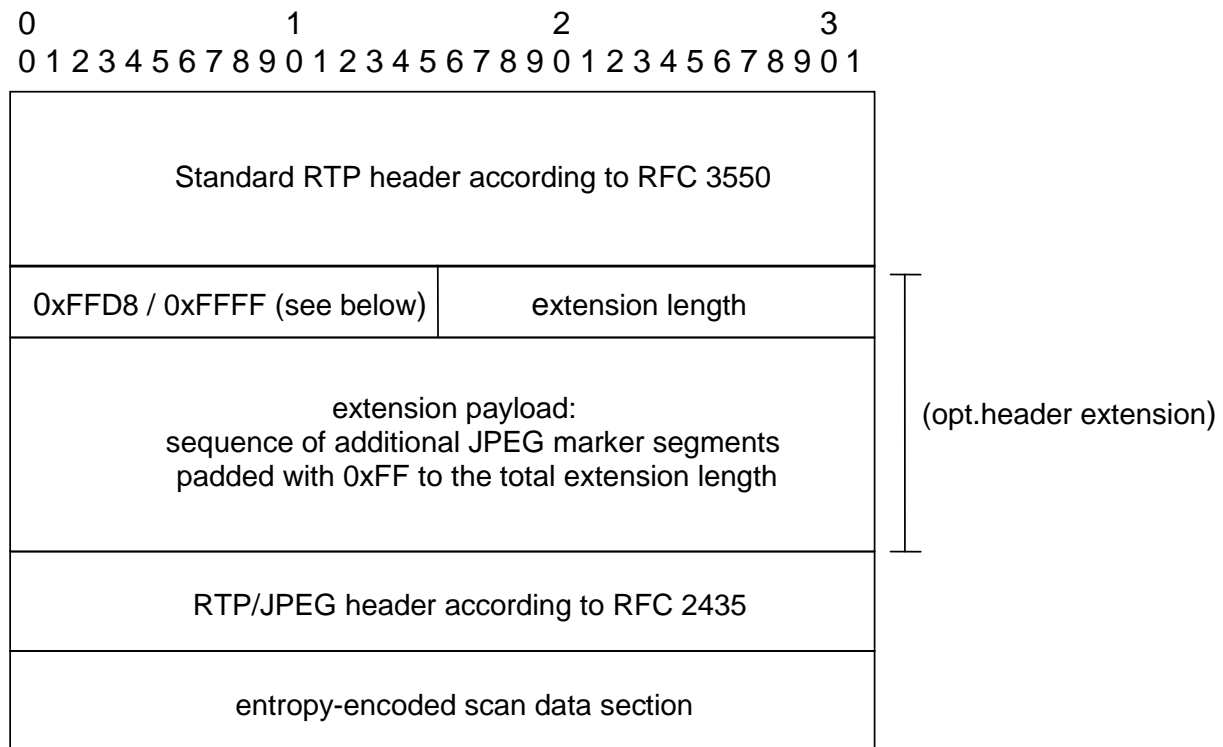 0 1 2 3
0 1 2 3 4 5 6 7 8 9 0 1 2 3 4 5 6 7 8 9 0 1 2 3 4 5 6 7 8 9 0 1
Standard RTP header according to RFC 3550
0xFFD8 / 0xFFFF (see below) extension length
extension payload:
sequence of additional JPEG marker segments
padded with 0xFF to the total extension length
(opt.header extension)
RTP/JPEG header according to RFC 2435
entropy-encoded scan data section